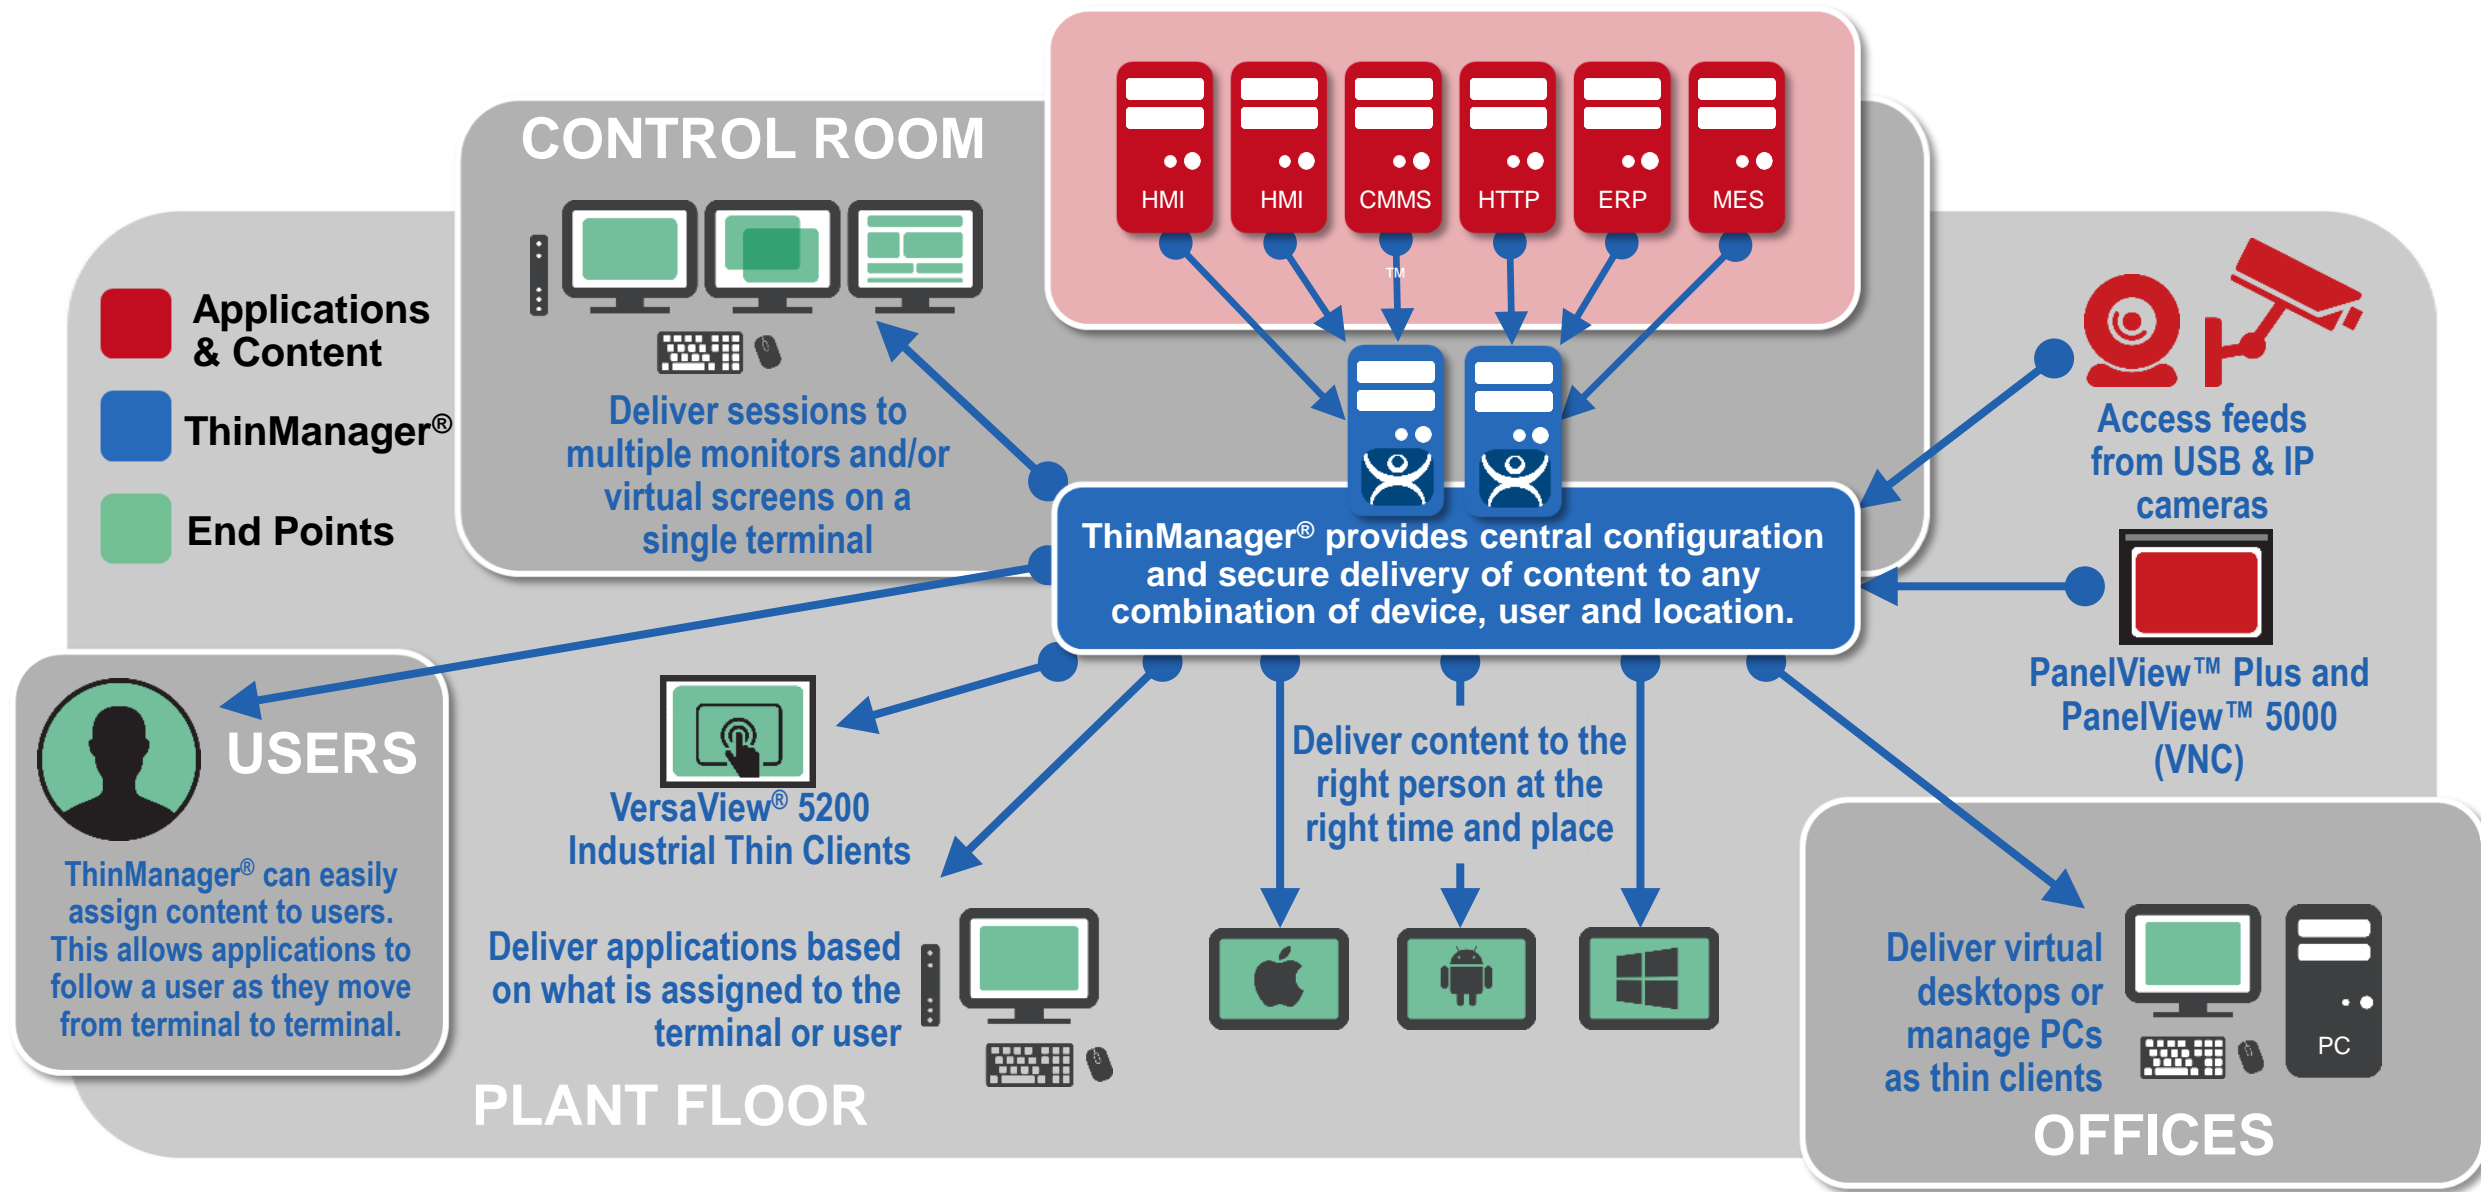 CONTROL ROOM
HMI
HMI
CMMS
HTTP
ERP
MES
TM
Applications
& Content
ThinManager®
End Points
Deliver sessions to
multiple monitors and/or
virtual screens on a
single terminal
Access feeds
from USB & IP
cameras
ThinManager® provides central configuration
and secure delivery of content to any
combination of device, user and location.
PanelView™ Plus and
PanelView™ 5000
(VNC)
USERS
ThinManager® can easily
assign content to users.
This allows applications to
follow a user as they move
from terminal to terminal.
VersaView® 5200
Industrial Thin Clients
Deliver content to the
right person at the
right time and place
Deliver applications based
on what is assigned to the
terminal or user
PLANT FLOOR
Deliver virtual
desktops or
manage PCs
as thin clients
PC
OFFICES